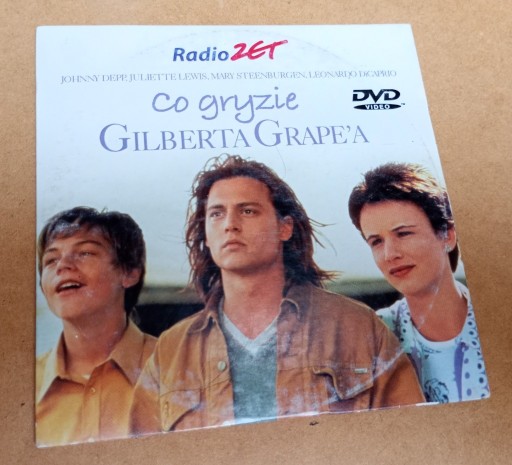 Radio ZET
JOHNNY DEPP, JULIETTE LEWIS, MARY STEENBURGEN, LEONARDO DiCAPRIO
Co gryzie
DVD
VIDEO
GILBERTA GRAPE'A